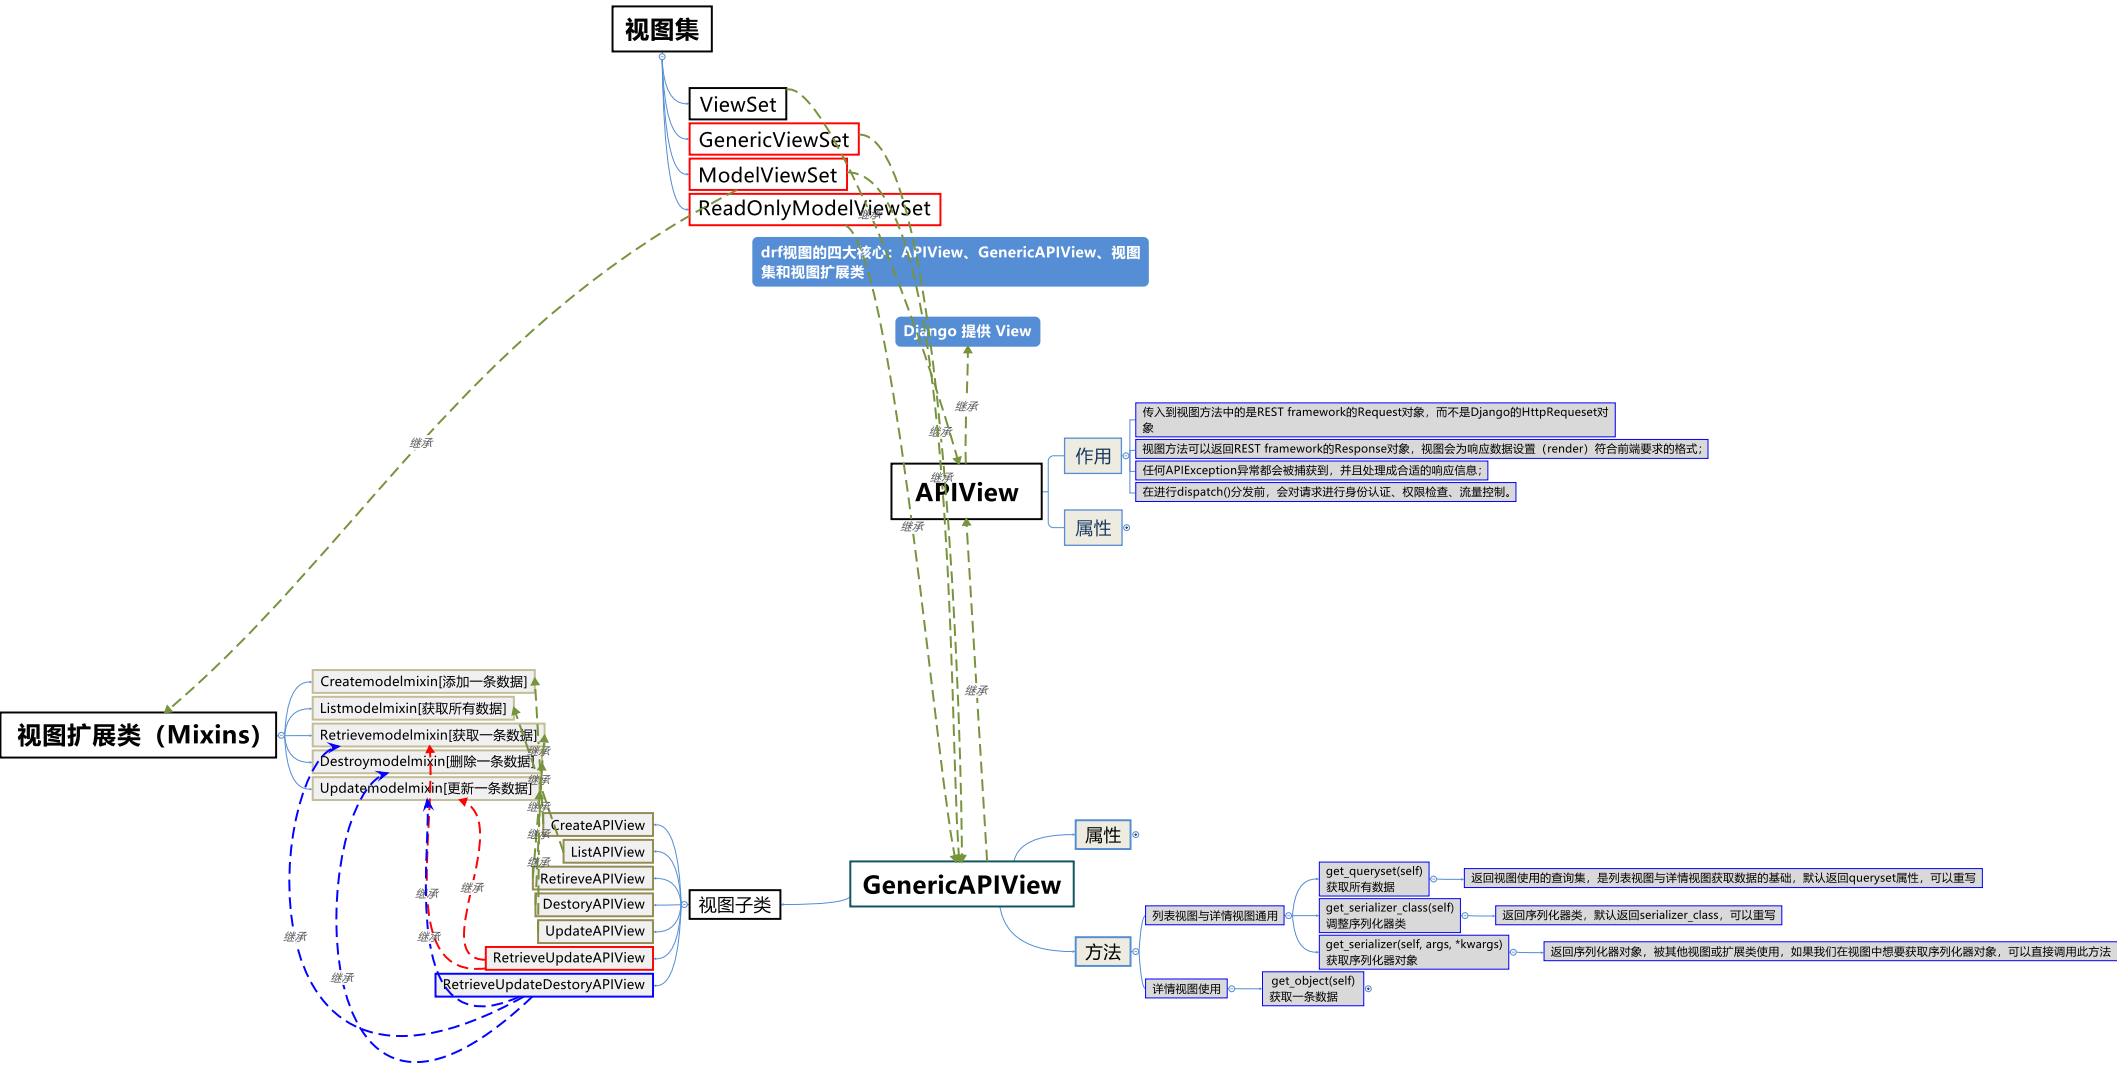 视图集
ViewSet
GenericViewSet
ModelViewSet
ReadOnlyModelViewSet
继承
drf视图的四大核心：APIView、GenericAPIView、视图
集和视图扩展类
Django 提供 View
继承
继承
继承
继承
继承
APIView
作用
传入到视图方法中的是REST framework的Request对象，而不是Django的HttpRequeset对
象
视图方法可以返回REST framework的Response对象，视图会为响应数据设置（render）符合前端要求的格式；
任何APIException异常都会被捕获到，并且处理成合适的响应信息；
在进行dispatch()分发前，会对请求进行身份认证、权限检查、流量控制。
属性
继承
视图扩展类（Mixins）
Createmodelmixin[添加一条数据]
Listmodelmixin[获取所有数据]
Retrievemodelmixin[获取一条数据]
Destroymodelmixin[删除一条数据]
Updatemodelmixin[更新一条数据]
继承
继承
继承
继承
继承
CreateAPIView
ListAPIView
RetireveAPIView
DestoryAPIView
UpdateAPIView
RetrieveUpdateAPIView
RetrieveUpdateDestoryAPIView
继承
继承
继承
继承
继承
视图子类
GenericAPIView
属性
方法
列表视图与详情视图通用
get_queryset(self)
获取所有数据
返回视图使用的查询集，是列表视图与详情视图获取数据的基础，默认返回queryset属性，可以重写
get_serializer_class(self)
调整序列化器类
返回序列化器类，默认返回serializer_class，可以重写
get_serializer(self, args, *kwargs)
获取序列化器对象
返回序列化器对象，被其他视图或扩展类使用，如果我们在视图中想要获取序列化器对象，可以直接调用此方法
详情视图使用
get_object(self)
获取一条数据